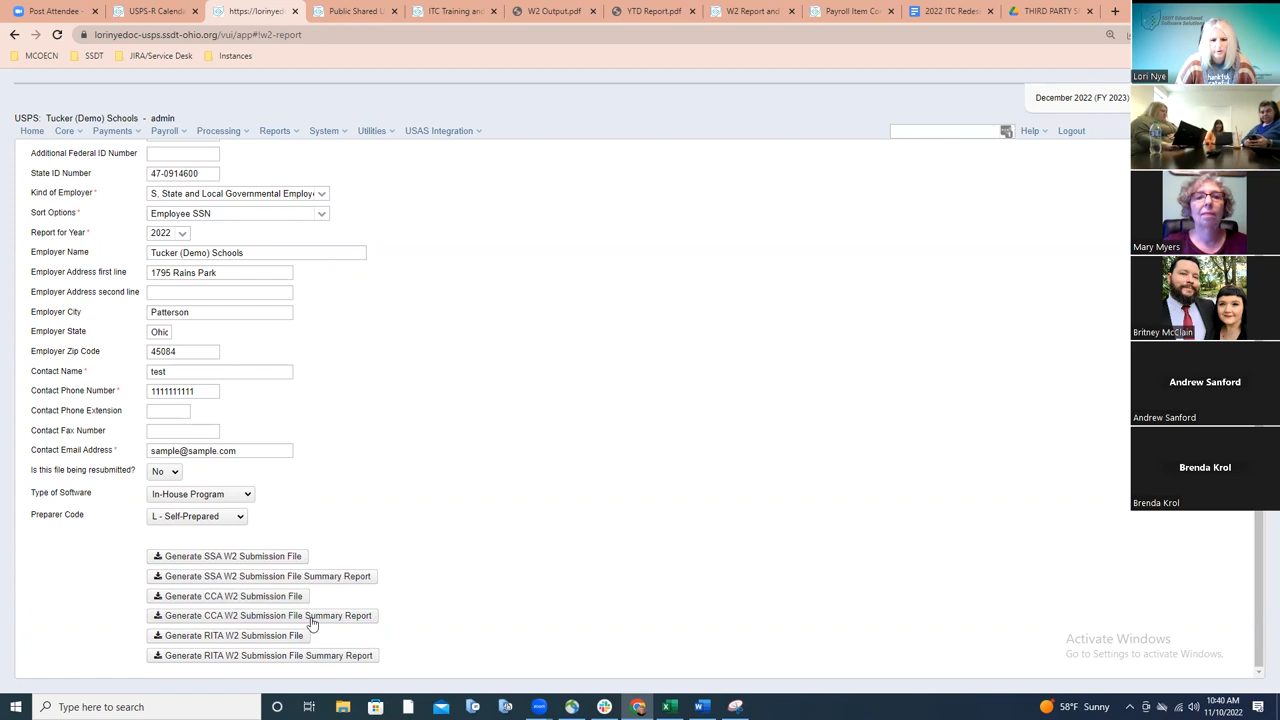 Post Attendee -
USPS-R Calenda
https://lorinyeds
Public Shared U
ITC Training an
W2 Output.pdf
YTD Report.pdf
W2 Report and
Payroll Item Co
2022 ITC Redes
THIRD PARTY S
lorinyeds
usps.ssdt-ohio.org/vui/app#!w2-report
MCOECN
SSDT
JIRA/Service Desk
Instances
SSDT Educational
Software Solutions
Lori Nye
December 2022 (FY 2023)
USPS: Tucker (Demo) Schools - admin
Home Core Payments Payroll Processing Reports System Utilities USAS Integration Help Logout
Additional Federal ID Number
State ID Number 47-0914600
Kind of Employer * S. State and Local Governmental Employ
Sort Options * Employee SSN
Report for Year * 2022
Employer Name Tucker (Demo) Schools
Employer Address first line 1795 Rains Park
Employer Address second line
Employer City Patterson
Employer State Ohio
Employer Zip Code 45084
Contact Name * test
Contact Phone Number * 1111111111
Contact Phone Extension
Contact Fax Number
Contact Email Address * sample@sample.com
Is this file being resubmitted? No
Type of Software In-House Program
Preparer Code L - Self-Prepared
Generate SSA W2 Submission File
Generate SSA W2 Submission File Summary Report
Generate CCA W2 Submission File
Generate CCA W2 Submission File Summary Report
Generate RITA W2 Submission File
Generate RITA W2 Submission File Summary Report
Mary Myers
Britney McClain
Andrew Sanford
Andrew Sanford
Brenda Krol
Brenda Krol
Activate Windows
Go to Settings to activate Windows.
Type here to search
58°F Sunny
10:40 AM
11/10/2022